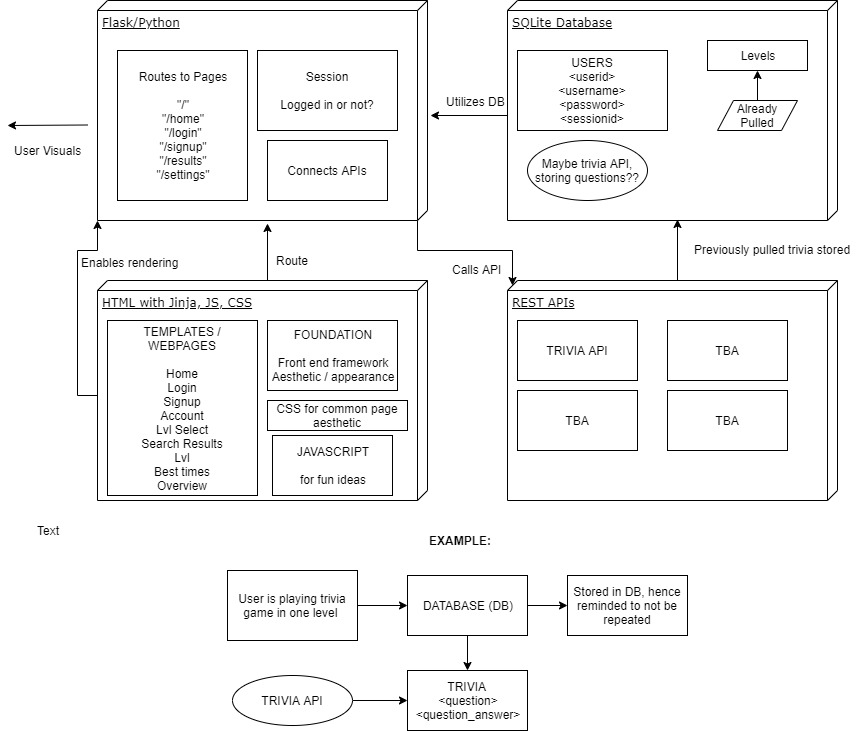 Flask/Python
Routes to Pages
"/"
"/home"
"/login"
"/signup"
"/results"
"/settings"
Session
Logged in or not?
Connects APIs
User Visuals
Utilizes DB
SQLite Database
USERS
<userid>
<username>
<password>
<sessionid>
Levels
Already
Pulled
Maybe trivia API,
storing questions??
Enables rendering
Route
Calls API
Previously pulled trivia stored
HTML with Jinja, JS, CSS
TEMPLATES /
WEBPAGES
Home
Login
Signup
Account
Lvl Select
Search Results
Lvl
Best times
Overview
FOUNDATION
Front end framework
Aesthetic / appearance
CSS for common page
aesthetic
JAVASCRIPT
for fun ideas
REST APIs
TRIVIA API
TBA
TBA
TBA
Text
EXAMPLE:
User is playing trivia
game in one level
DATABASE (DB)
Stored in DB, hence
reminded to not be
repeated
TRIVIA API
TRIVIA
<question>
<question_answer>